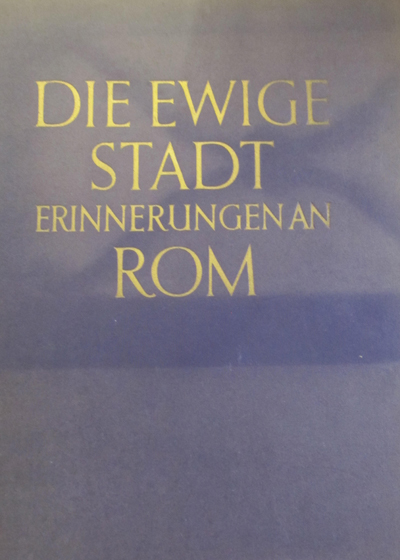 DIE EWIGE
STADT
ERINNERUNGEN AN
ROM